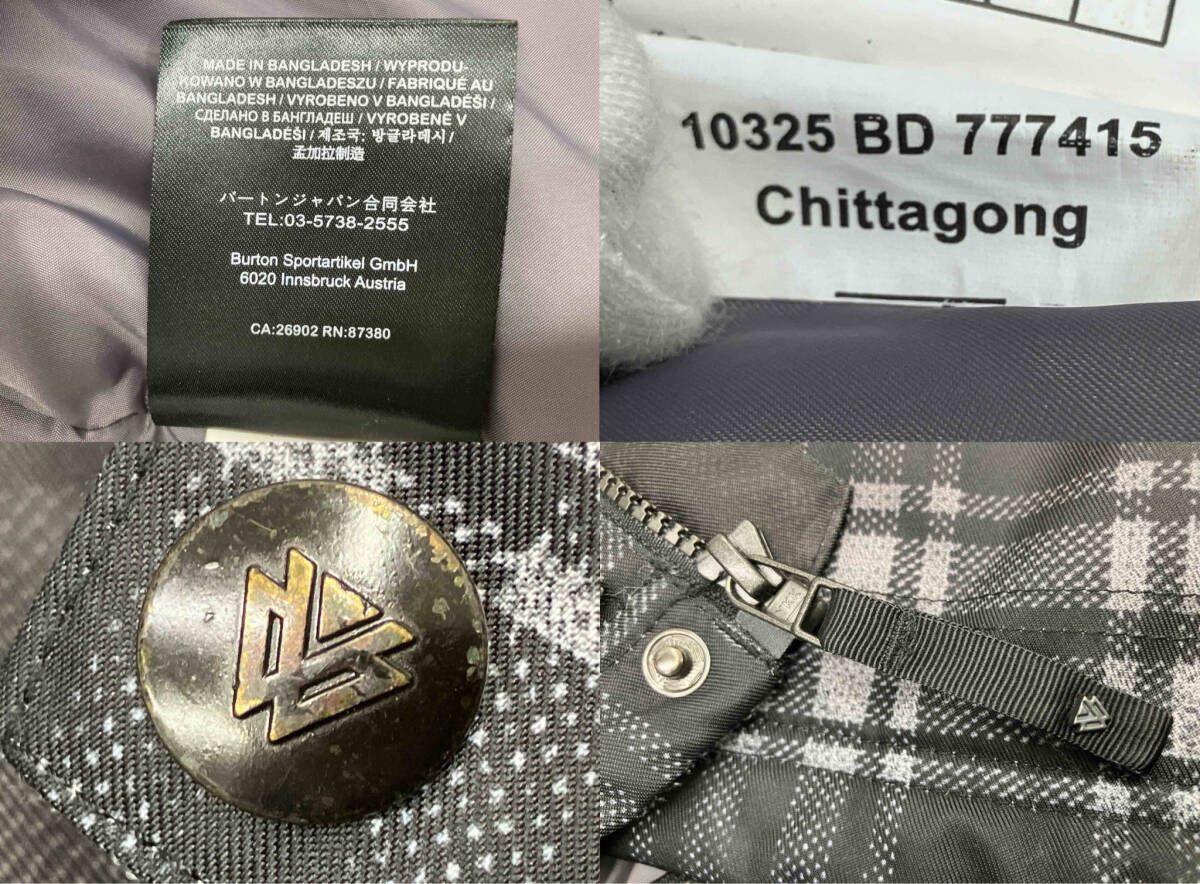 MADE IN BANGLADESH / WYPRODU-
KOWANO W BANGLADESZU / FABRIQUÉ AU
BANGLADESH / VYROBENO V BANGLADÉŠI /
СДЕЛАНО В БАНГЛАДЕШ / VYROBENÉ V
BANGLADÉŠI / 제조국: 방글라데시 /
孟加拉制造
バートンジャパン合同会社
TEL:03-5738-2555
Burton Sportartikel GmbH
6020 Innsbruck Austria
CA:26902 RN:87380
10325 BD 777415
Chittagong